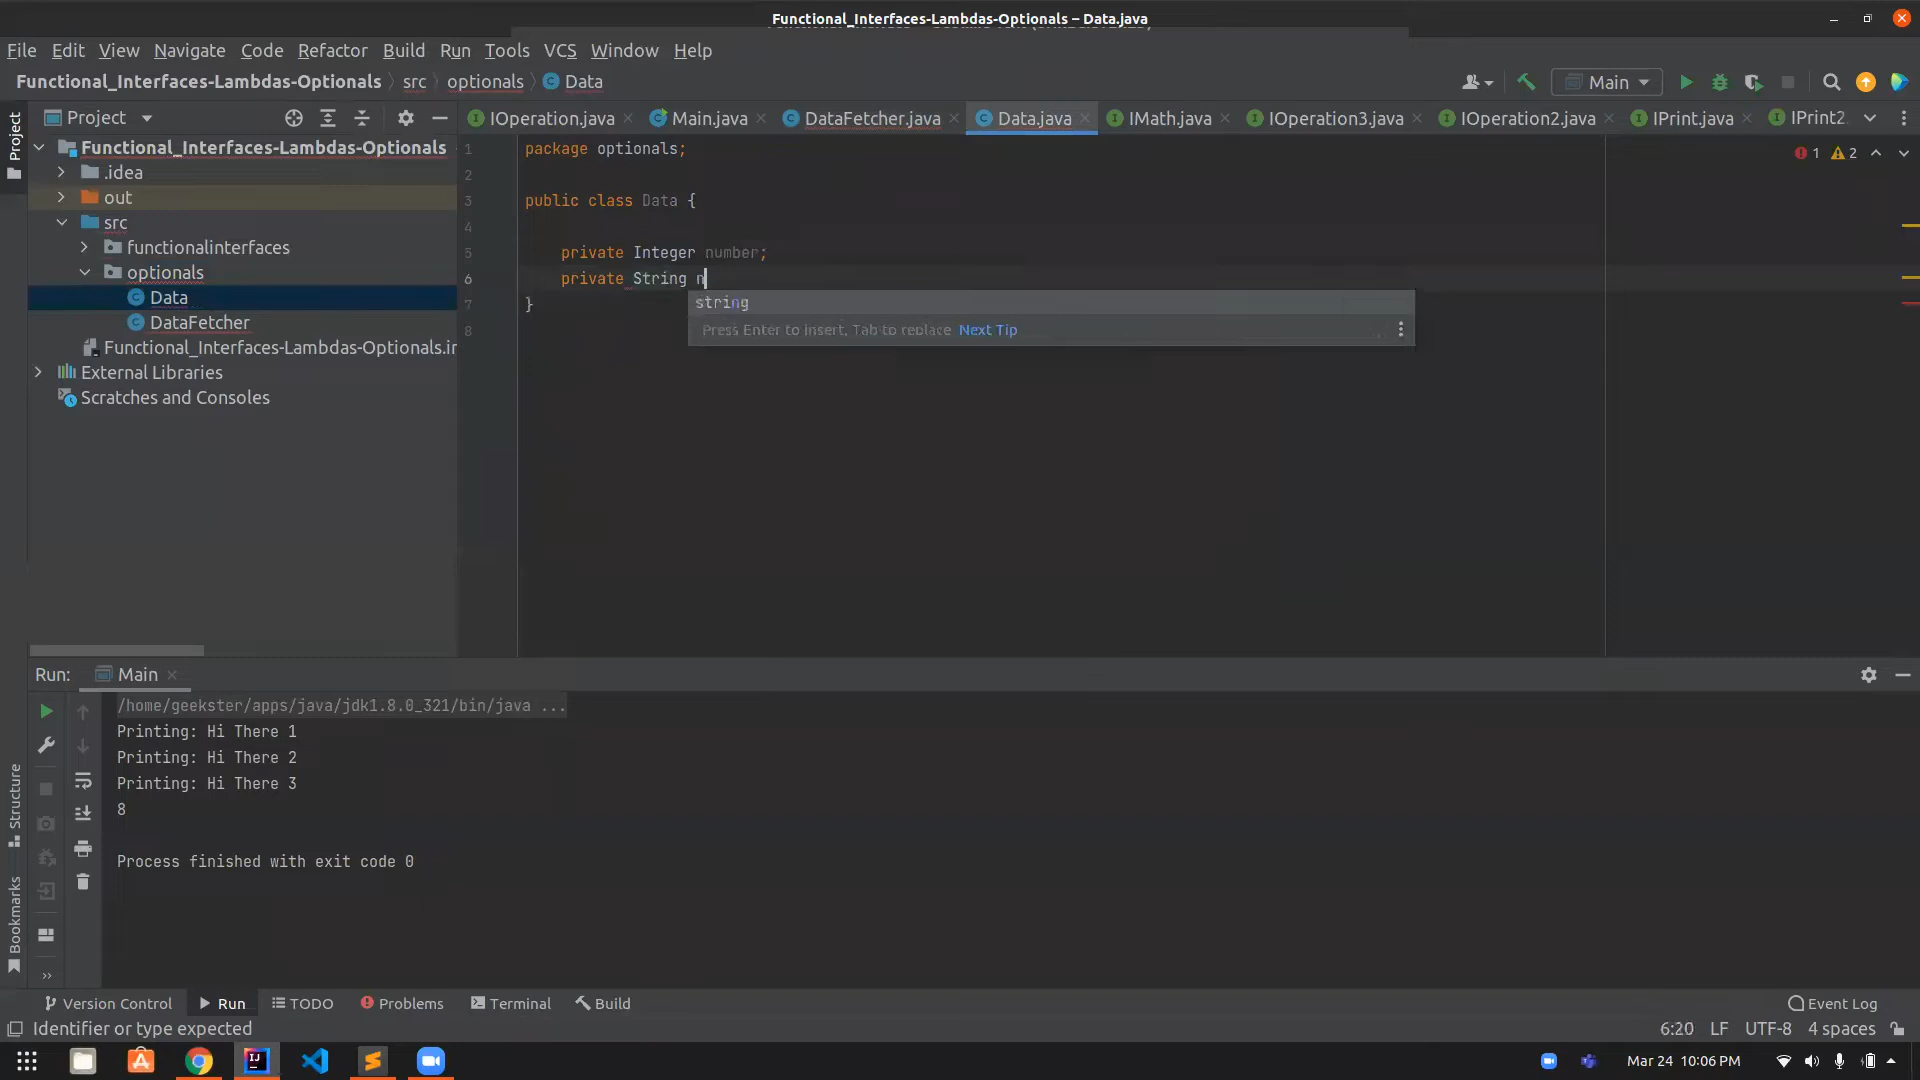 Functional_Interfaces-Lambdas-Optionals – Data.java
File Edit View Navigate Code Refactor Build Run Tools VCS Window Help
Functional_Interfaces-Lambdas-Optionals src optionals Data
Main
Project
IOperation.java Main.java DataFetcher.java Data.java IMath.java IOperation3.java IOperation2.java IPrint.java IPrint2
Project
Functional_Interfaces-Lambdas-Optionals
.idea
out
src
functionalinterfaces
optionals
Data
DataFetcher
Functional_Interfaces-Lambdas-Optionals.ir
External Libraries
Scratches and Consoles
1 package optionals;
2
3 public class Data {
4
5 private Integer number;
6 private String n
7 }
8
1 2
string
Press Enter to insert, Tab to replace Next Tip
Run: Main
/home/geekster/apps/java/jdk1.8.0_321/bin/java ...
Printing: Hi There 1
Printing: Hi There 2
Printing: Hi There 3
8
Process finished with exit code 0
Structure
Bookmarks
Version Control Run TODO Problems Terminal Build Event Log
Identifier or type expected 6:20 LF UTF-8 4 spaces
IJ
Mar 24 10:06 PM